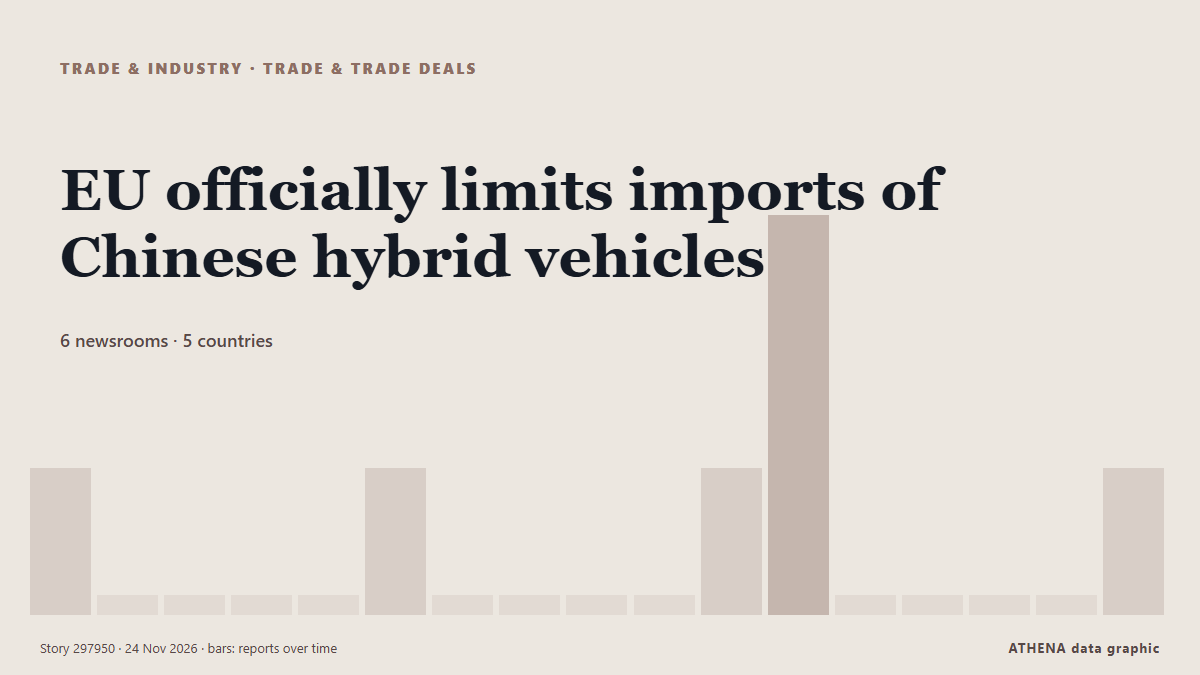 TRADE & INDUSTRY · TRADE & TRADE DEALS
EU officially limits imports of
Chinese hybrid vehicles
6 newsrooms · 5 countries
Story 297950 · 24 Nov 2026 · bars: reports over time
ATHENA data graphic